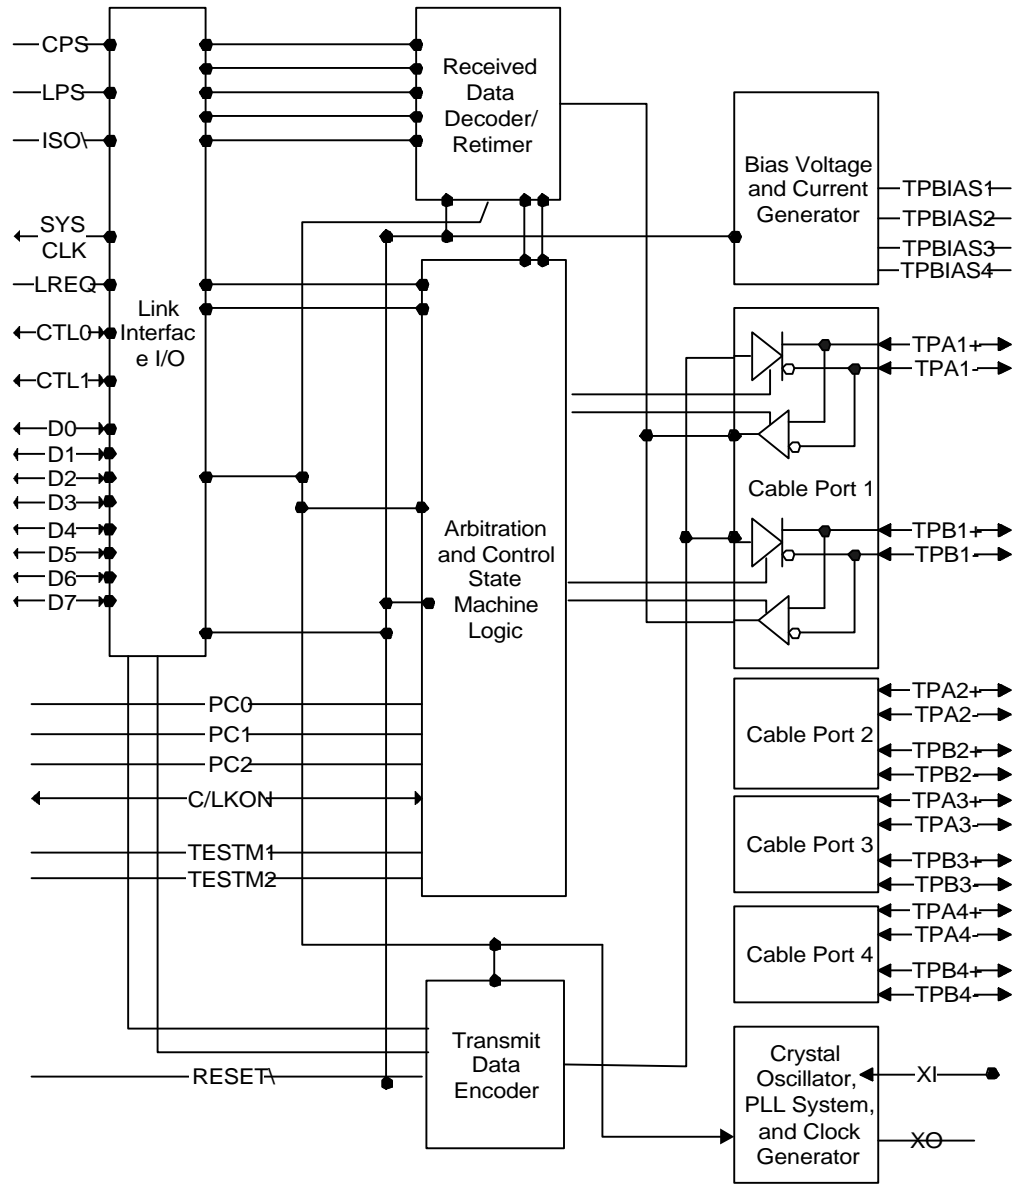 CPS
LPS
ISO\
SYS
CLK
LREQ
CTL0
CTL1
D0
D1
D2
D3
D4
D5
D6
D7
Link
Interfac
e I/O
Received
Data
Decoder/
Retimer
Bias Voltage
and Current
Generator
TPBIAS1
TPBIAS2
TPBIAS3
TPBIAS4
TPA1+
TPA1-
Cable Port 1
TPB1+
TPB1-
Arbitration
and Control
State
Machine
Logic
PC0
PC1
PC2
C/LKON
TESTM1
TESTM2
Cable Port 2
TPA2+
TPA2-
TPB2+
TPB2-
Cable Port 3
TPA3+
TPA3-
TPB3+
TPB3-
Cable Port 4
TPA4+
TPA4-
TPB4+
TPB4-
RESET\
Transmit
Data
Encoder
Crystal
Oscillator,
PLL System,
and Clock
Generator
XI
XO